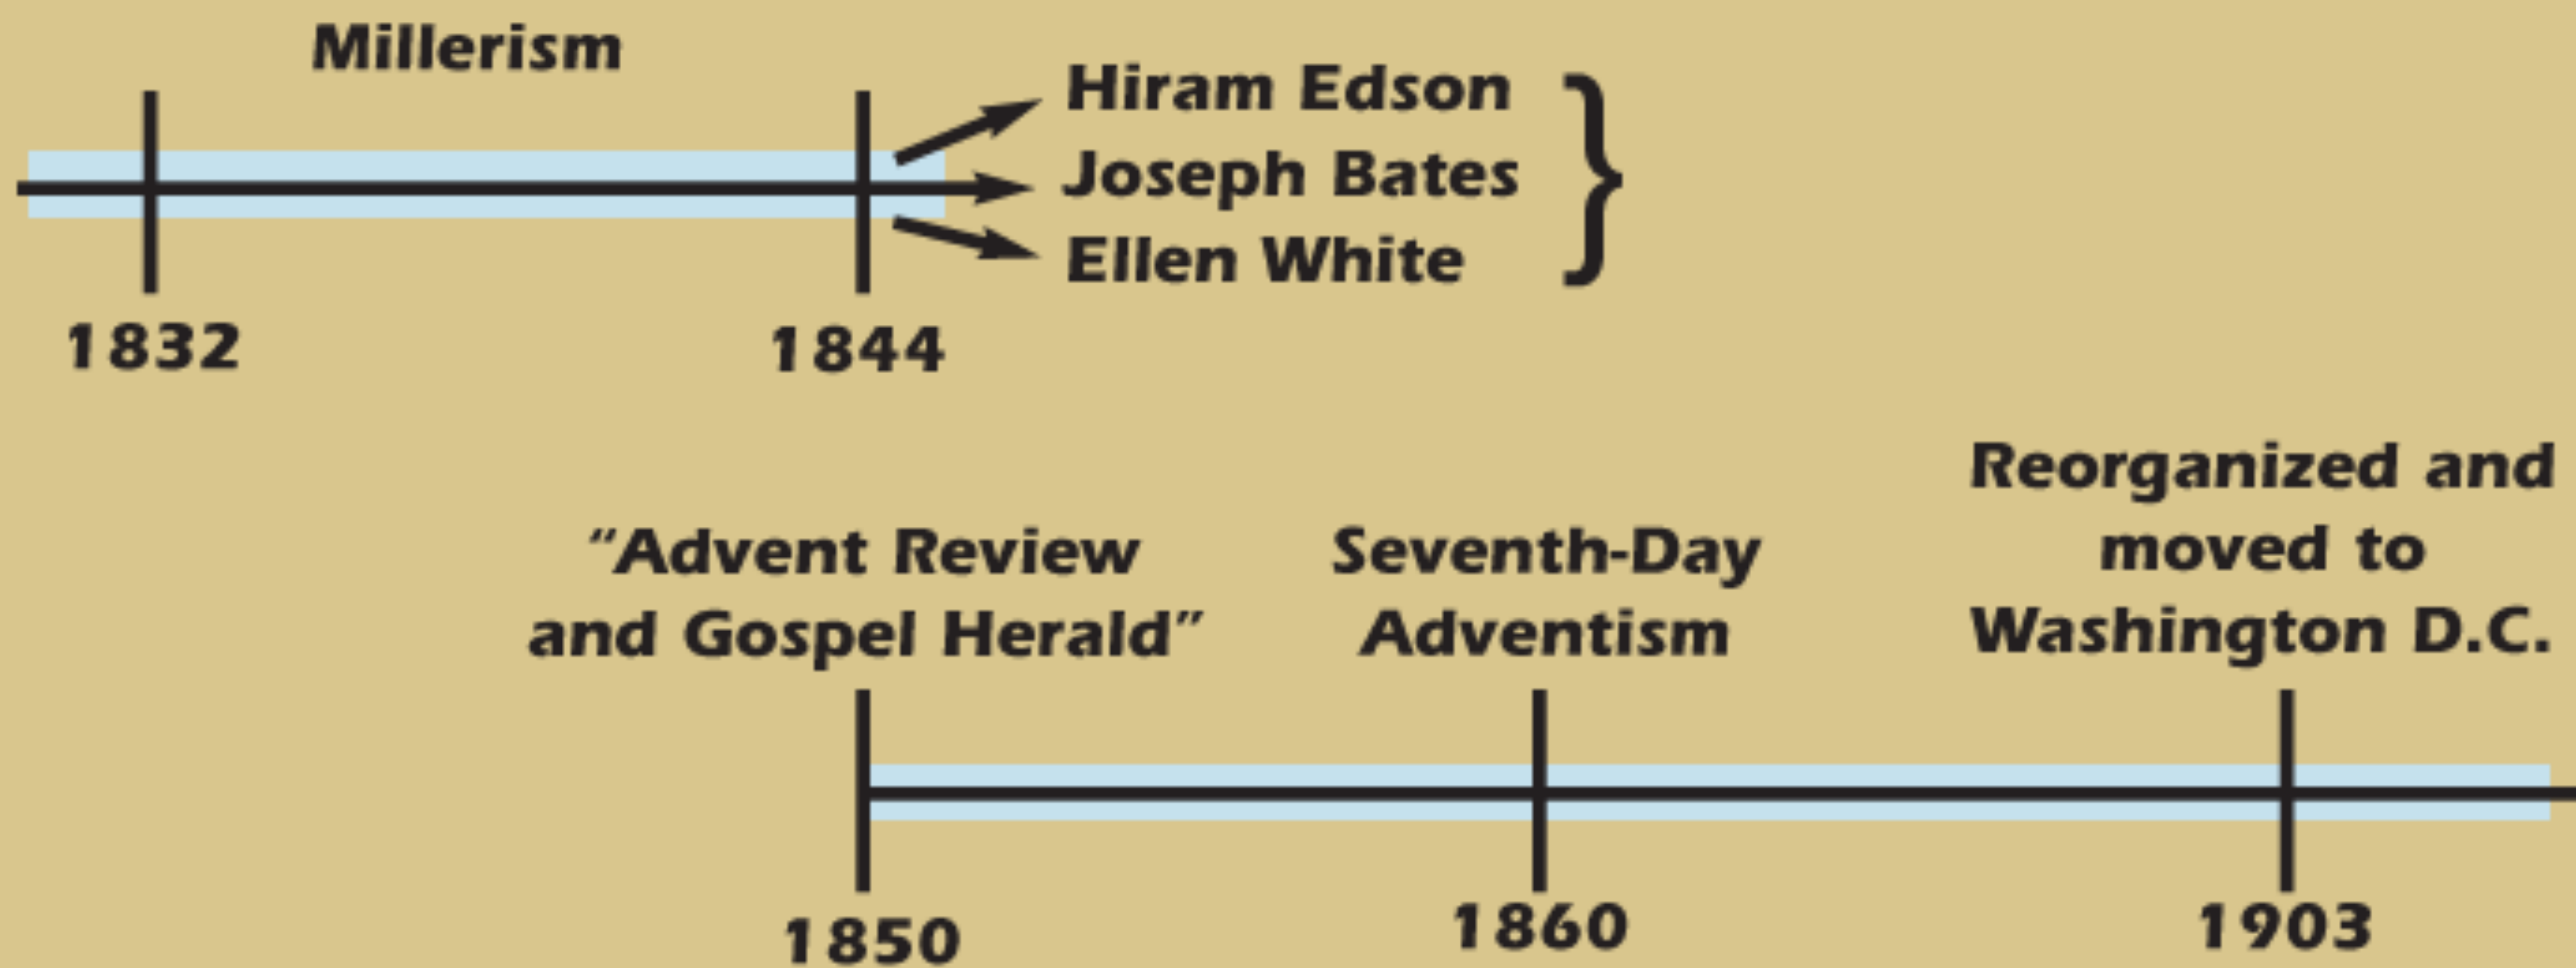 Millerism
Hiram Edson
Joseph Bates
Ellen White
}
1832
1844
"Advent Review
and Gospel Herald"
Seventh-Day
Adventism
Reorganized and
moved to
Washington D.C.
1850
1860
1903